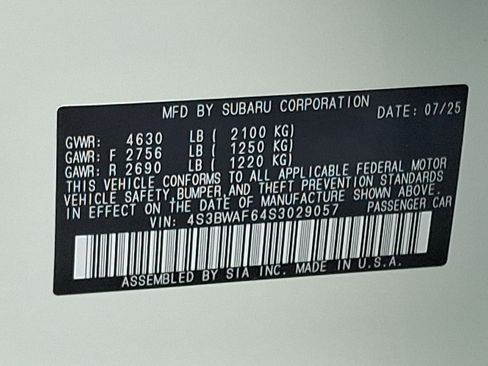 MFD BY SUBARU CORPORATION DATE: 07/25
GVWR: 4630 LB ( 2100 KG)
GAWR: F 2756 LB ( 1250 KG)
GAWR: R 2690 LB ( 1220 KG)
THIS VEHICLE CONFORMS TO ALL APPLICABLE FEDERAL MOTOR
VEHICLE SAFETY,BUMPER,AND THEFT PREVENTION STANDARDS
IN EFFECT ON THE DATE OF MANUFACTURE SHOWN ABOVE.
VIN: 4S3BWAF64S3029057 PASSENGER CAR
ASSEMBLED BY SIA INC. MADE IN U.S.A.